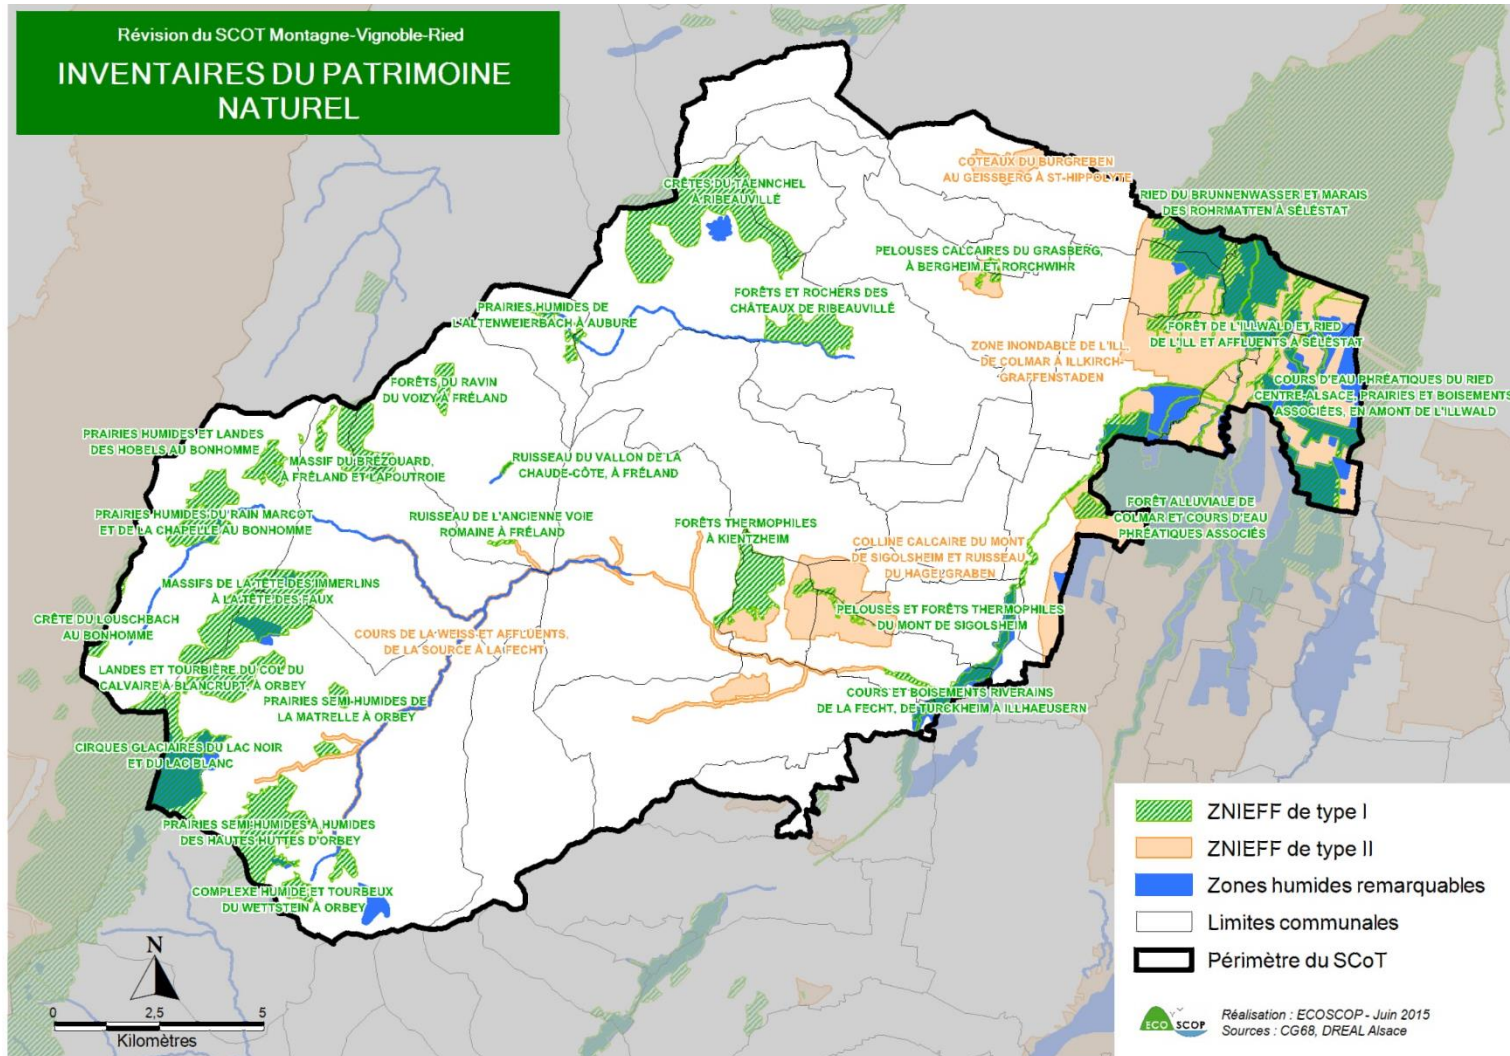 Révision du SCOT Montagne-Vignoble-Ried
INVENTAIRES DU PATRIMOINE
NATUREL
COTEAUX DU BURGREBEN
AU GEISSBERG À ST-HIPPOLYTE
CRÊTES DU TAENNCHEL
À RIBEAUVILLÉ
RIED DU BRUNNENWASSER ET MARAIS
DES ROHRMATTEN À SÉLÉSTAT
PELOUSES CALCAIRES DU GRASBERG,
À BERGHEIM ET RORCHWIHR
FORÊTS ET ROCHERS DES
CHÂTEAUX DE RIBEAUVILLÉ
PRAIRIES HUMIDES DE
L'ALTENWEIERBACH À AUBURE
FORÊT DE L'ILLWALD ET RIED
DE L'ILL ET AFFLUENTS À SÉLÉSTAT
ZONE INONDABLE DE L'ILL,
DE COLMAR À ILLKIRCH-
GRAFFENSTADEN
FORÊTS DU RAVIN
DU VOIZY À FRÉLAND
COURS D'EAU PHRÉATIQUES DU RIED
CENTRE-ALSACE, PRAIRIES ET BOISEMENTS
ASSOCIÉES, EN AMONT DE L'ILLWALD
PRAIRIES HUMIDES ET LANDES
DES HOBELS AU BONHOMME
MASSIF DU BRÉZOUARD,
À FRÉLAND ET LAPOUTROIE
RUISSEAU DU VALLON DE LA
CHAUDE-CÔTE, À FRÉLAND
PRAIRIES HUMIDES DU RAIN MARCOT
ET DE LA CHAPELLE AU BONHOMME
RUISSEAU DE L'ANCIENNE VOIE
ROMAINE À FRÉLAND
FORÊTS THERMOPHILES
À KIENTZHEIM
FORÊT ALLUVIALE DE
COLMAR ET COURS D'EAU
PHRÉATIQUES ASSOCIÉS
COLLINE CALCAIRE DU MONT
DE SIGOLSHEIM ET RUISSEAU
DU HAGELGRABEN
MASSIFS DE LA TÊTE DES IMMERLINS
À LA TÊTE DES FAUX
CRÊTE DU LOUSCHBACH
AU BONHOMME
COURS DE LA WEISS ET AFFLUENTS,
DE LA SOURCE À LA FECHT
PELOUSES ET FORÊTS THERMOPHILES
DU MONT DE SIGOLSHEIM
LANDES ET TOURBIÈRE DU COL DU
CALVAIRE À BLANCRUPT, À ORBEY
PRAIRIES SEMI-HUMIDES DE
LA MATRELLE À ORBEY
COURS ET BOISEMENTS RIVERAINS
DE LA FECHT, DE TURCKHEIM À ILLHAEUSERN
CIRQUES GLACIAIRES DU LAC NOIR
ET DU LAC BLANC
PRAIRIES SEMI-HUMIDES À HUMIDES
DES HAUTES HUTTES D'ORBEY
COMPLEXE HUMIDE ET TOURBEUX
DU WETTSTEIN À ORBEY
ZNIEFF de type I
ZNIEFF de type II
Zones humides remarquables
Limites communales
Périmètre du SCoT
N
0 2,5 5
Kilomètres
ECO SCOP
Réalisation : ECOSCOP - Juin 2015
Sources : CG68, DREAL Alsace